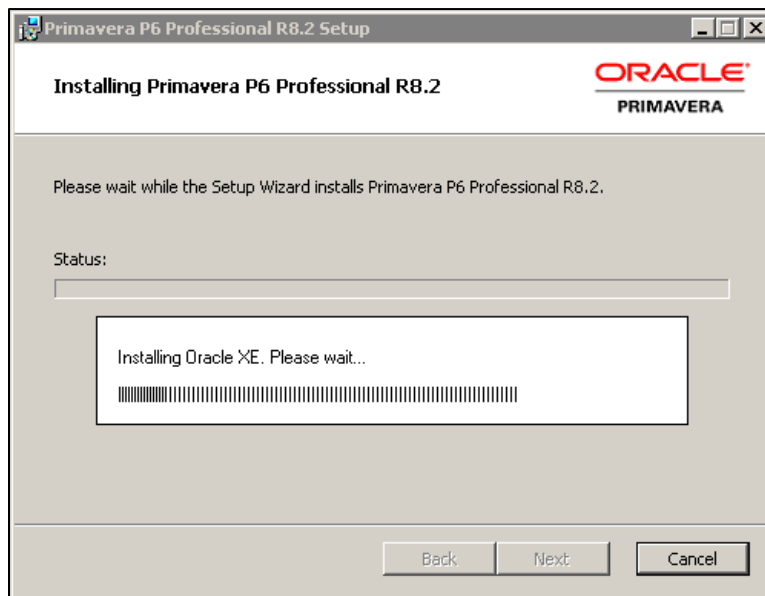 Primavera P6 Professional R8.2 Setup
Installing Primavera P6 Professional R8.2
ORACLE®
PRIMAVERA
Please wait while the Setup Wizard installs Primavera P6 Professional R8.2.
Status:
Installing Oracle XE. Please wait...
Back
Next
Cancel